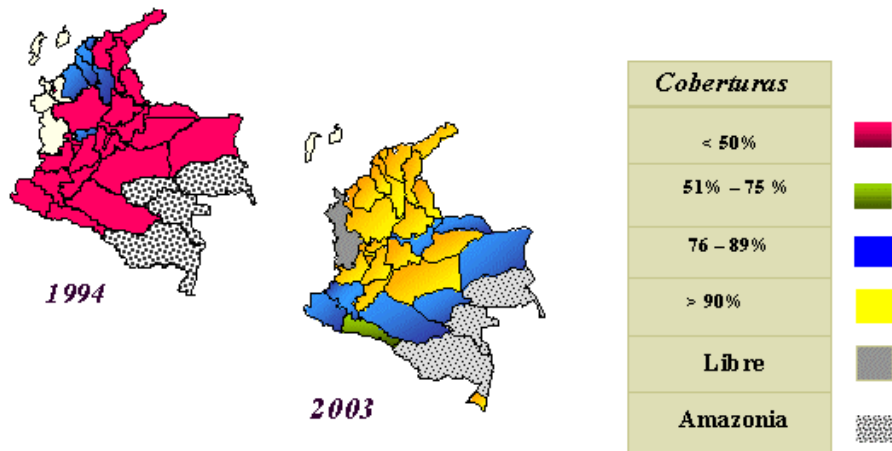 1994
2003
Coberturas
< 50%
51% – 75 %
76 – 89%
> 90%
Libre
Amazonia